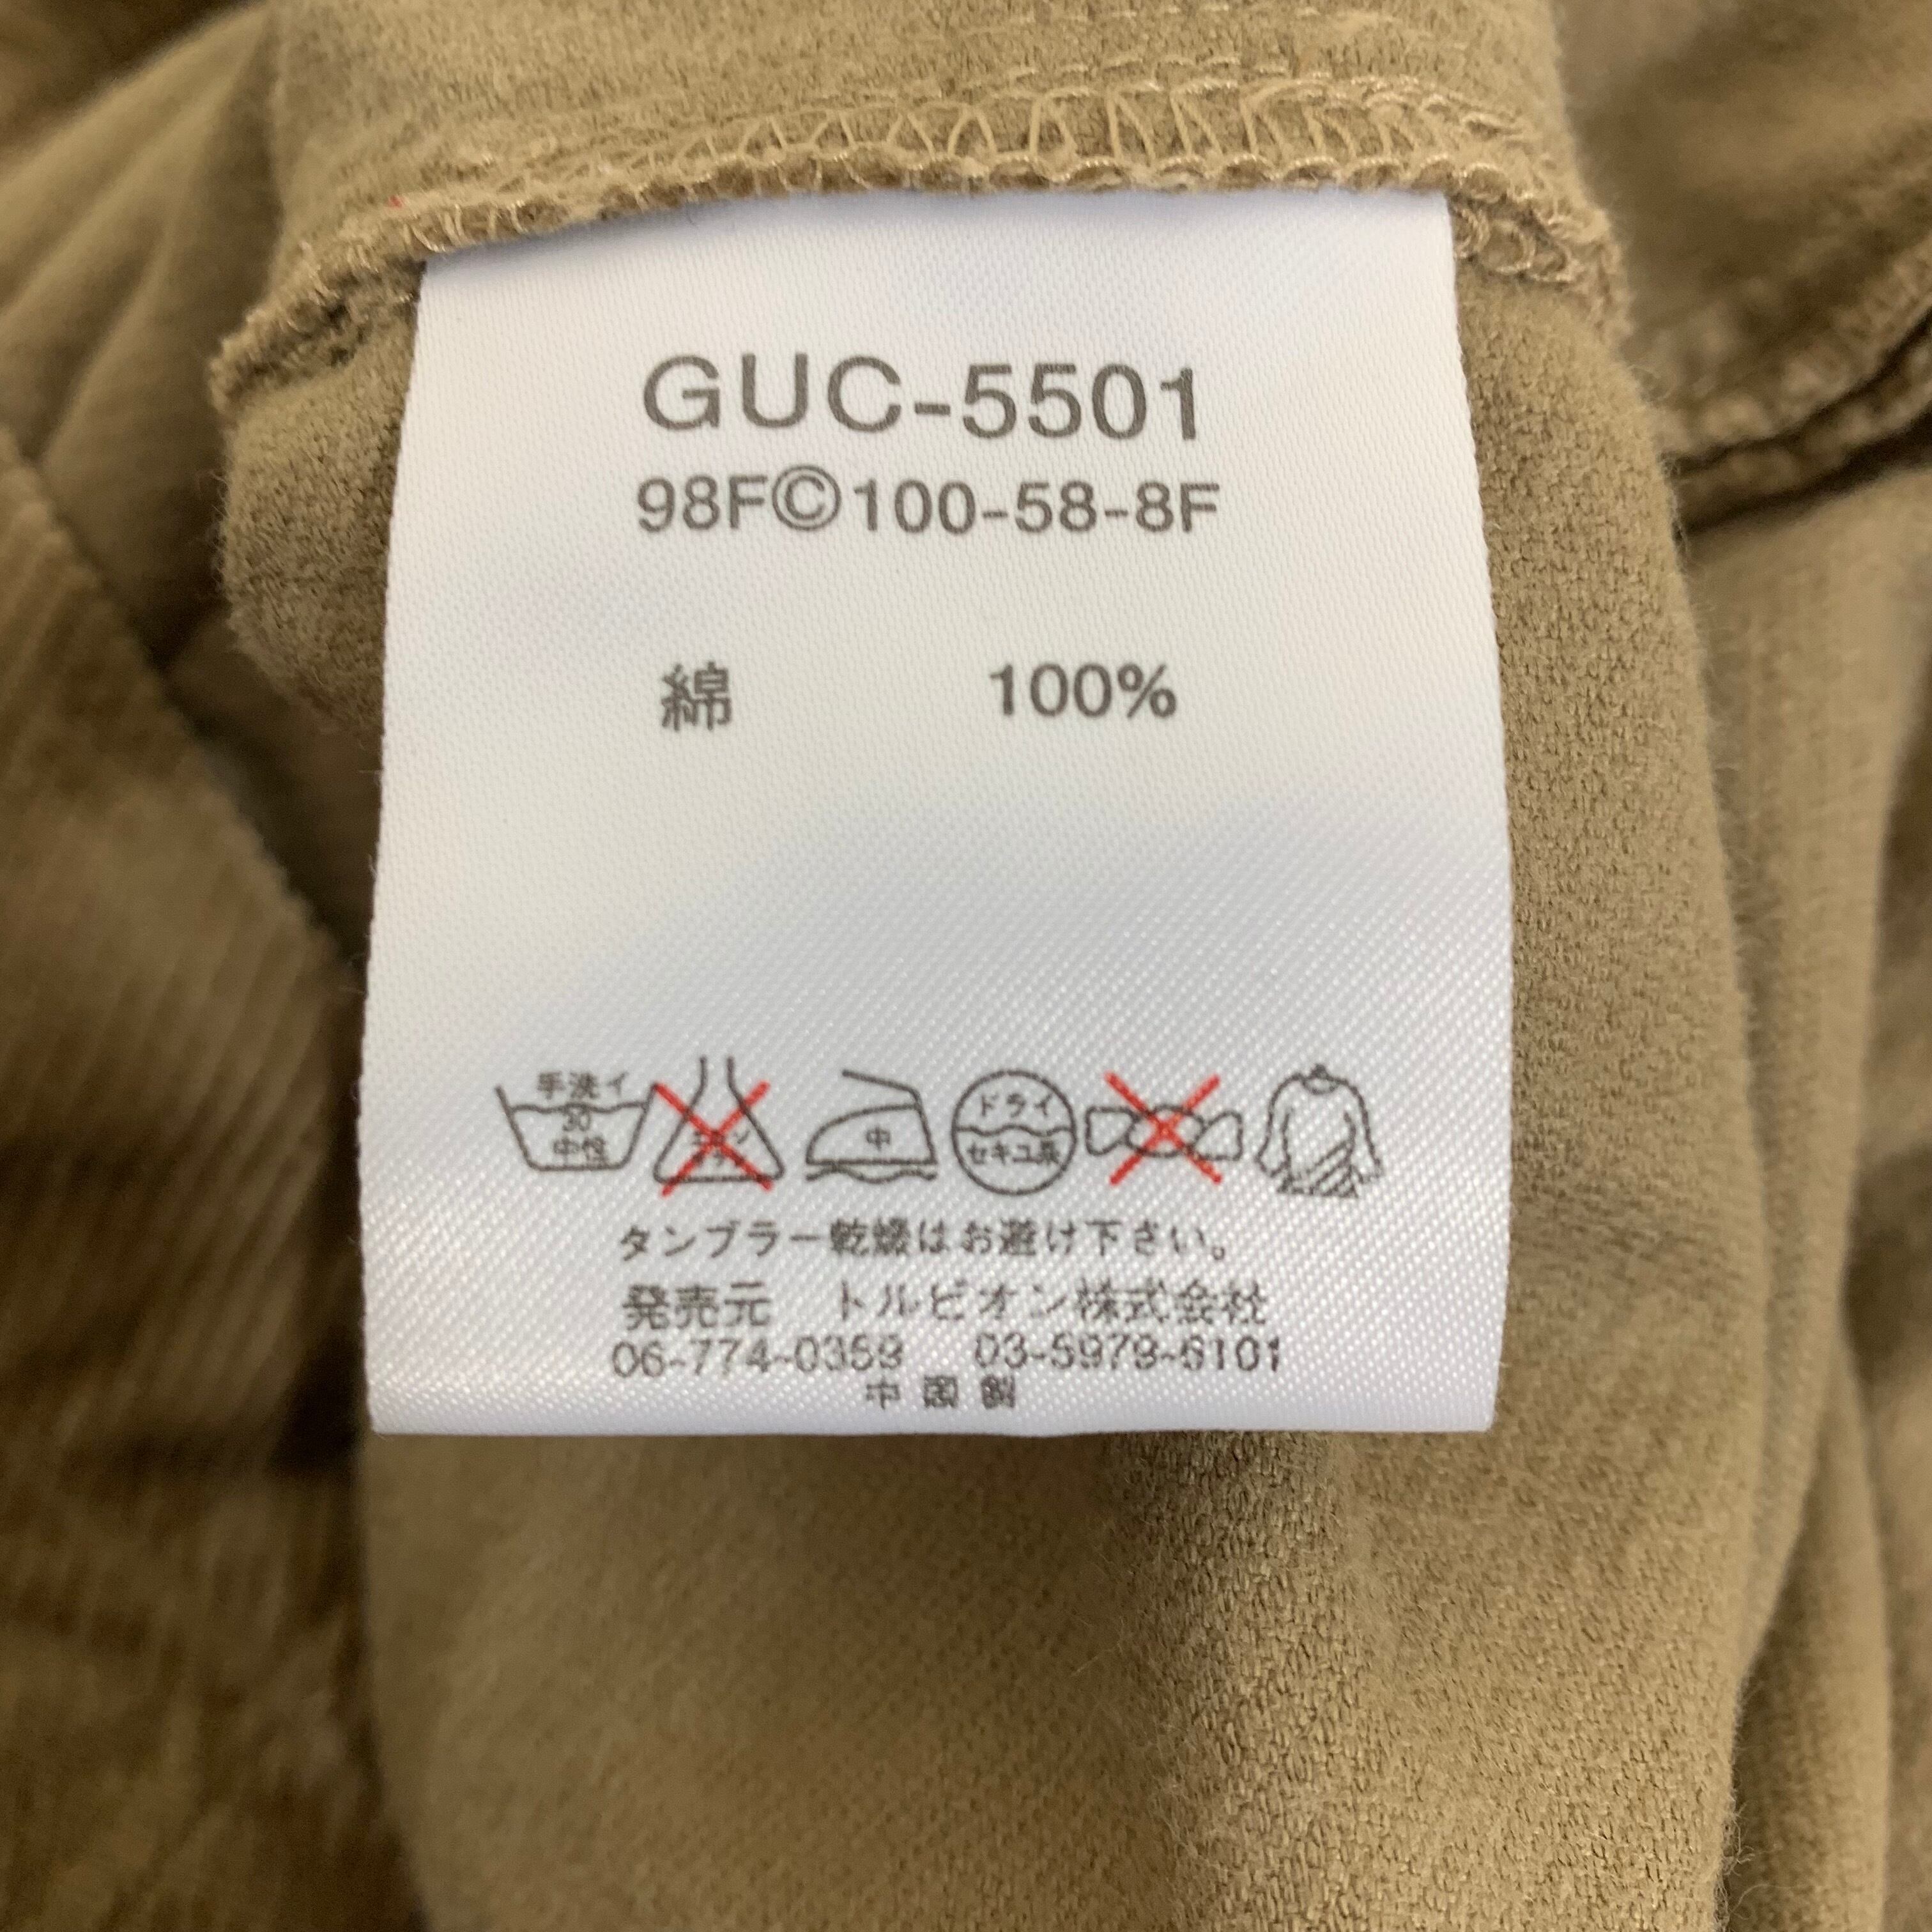 GUC-5501
98F©100-58-8F
綿 100%
手洗イ
30
中性
中
ドライ
セキユ系
タンブラー乾燥はお避け下さい。
発売元 トルビオン株式会社
06-774-0359 03-5979-6101
中国製